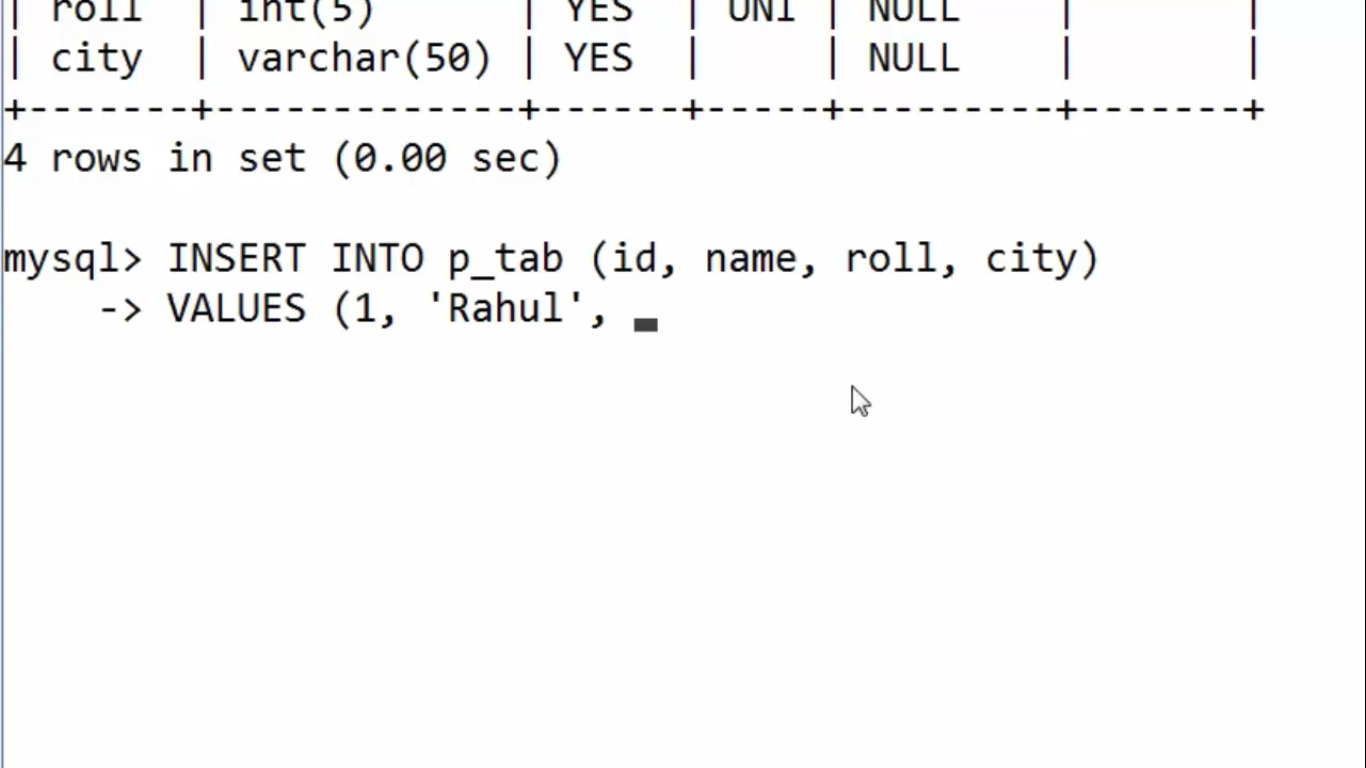 | roll | int(5) | YES | UNI | NULL | |
| city | varchar(50) | YES | | NULL | |
+-------+-------------+------+-----+---------+-------+
4 rows in set (0.00 sec)
mysql> INSERT INTO p_tab (id, name, roll, city)
-> VALUES (1, 'Rahul',